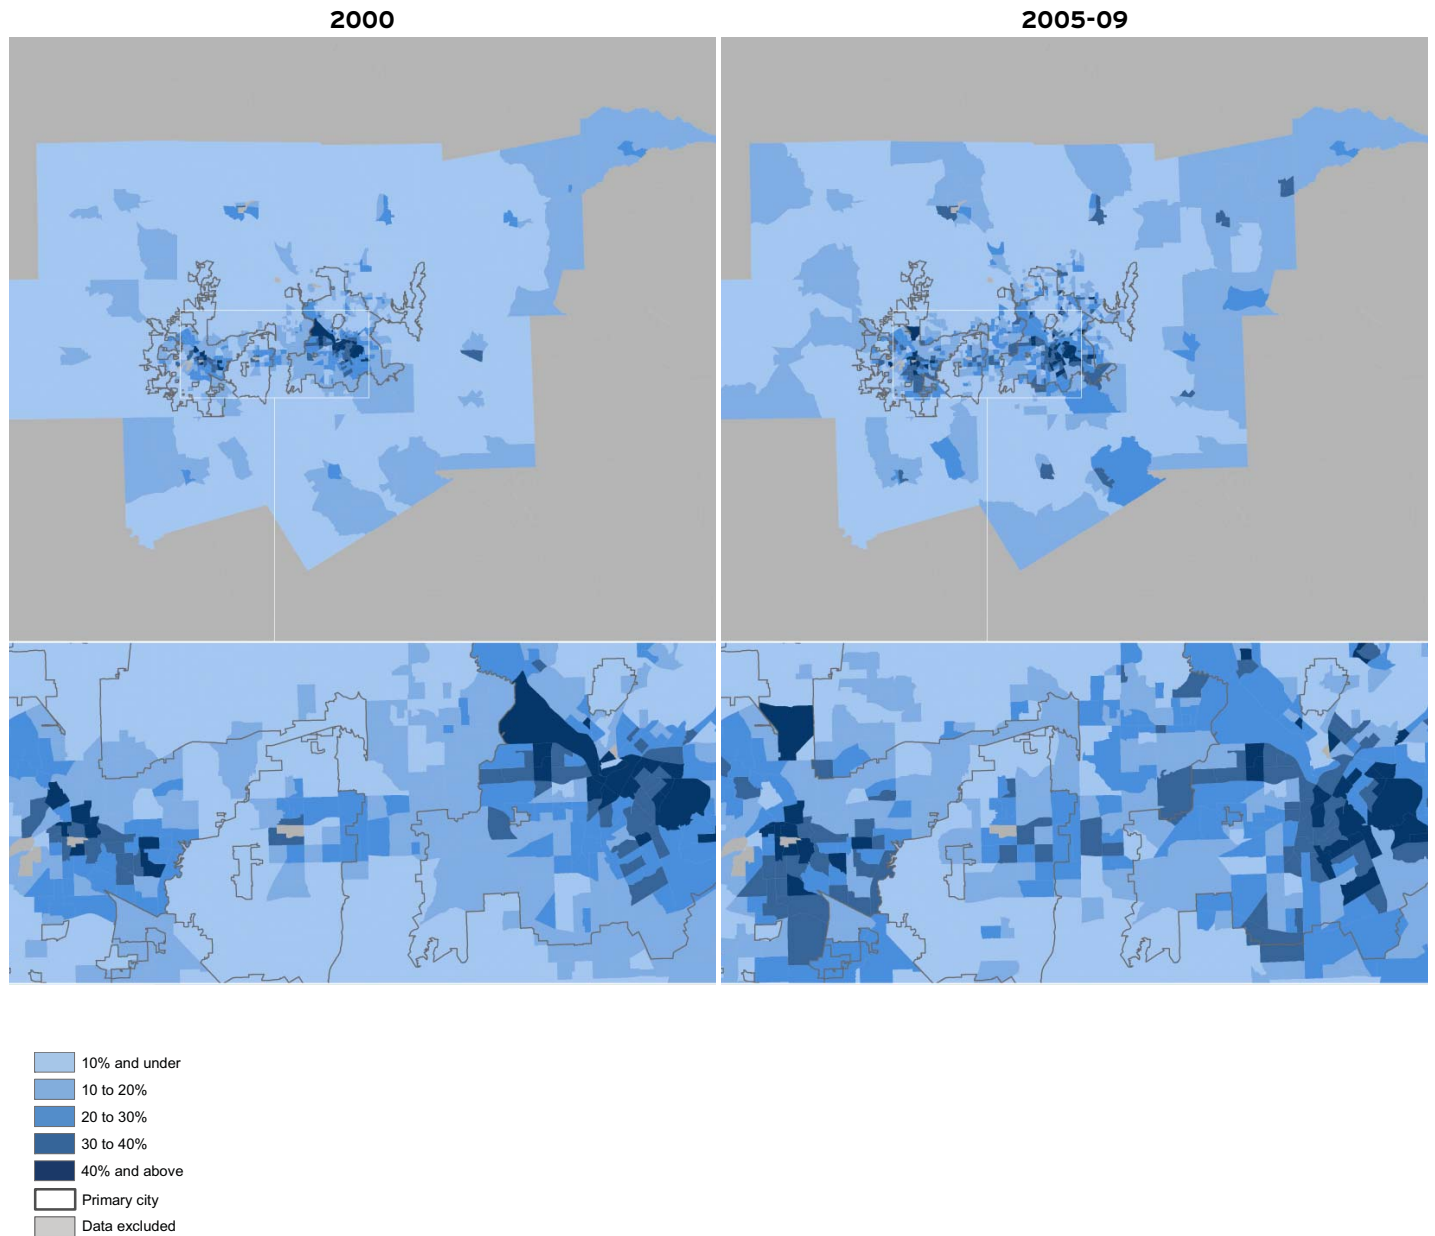 2000
2005-09
10% and under
10 to 20%
20 to 30%
30 to 40%
40% and above
Primary city
Data excluded